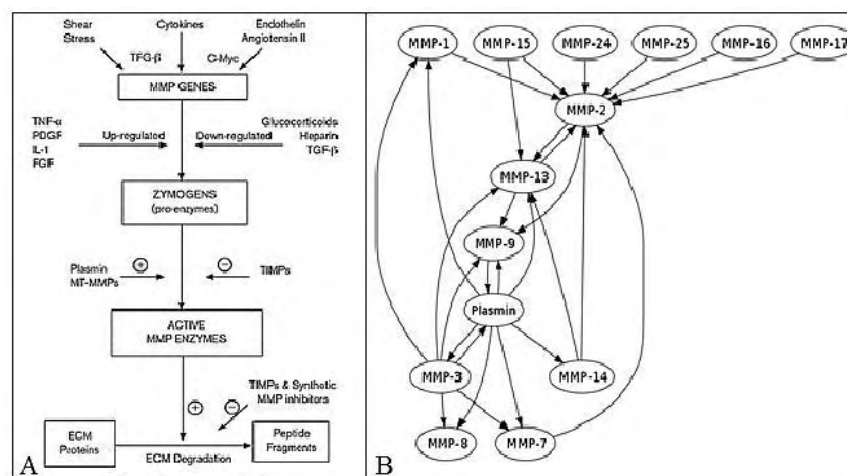 Shear
Stress
Cytokines
Endothelin
Angiotensin II
TFG-β
C-Myc
MMP GENES
TNF-α
PDGF
IL-1
FGF
Up-regulated
Down-regulated
Glucocorticoids
Heparin
TGF-β
ZYMOGENS
(pro-enzymes)
Plasmin
MT-MMPs
+
−
TIMPs
ACTIVE
MMP ENZYMES
+
−
TIMPs & Synthetic
MMP inhibitors
ECM
Proteins
ECM Degradation
Peptide
Fragments
A
MMP-1
MMP-15
MMP-24
MMP-25
MMP-16
MMP-17
MMP-2
MMP-13
MMP-9
Plasmin
MMP-3
MMP-14
MMP-8
MMP-7
B